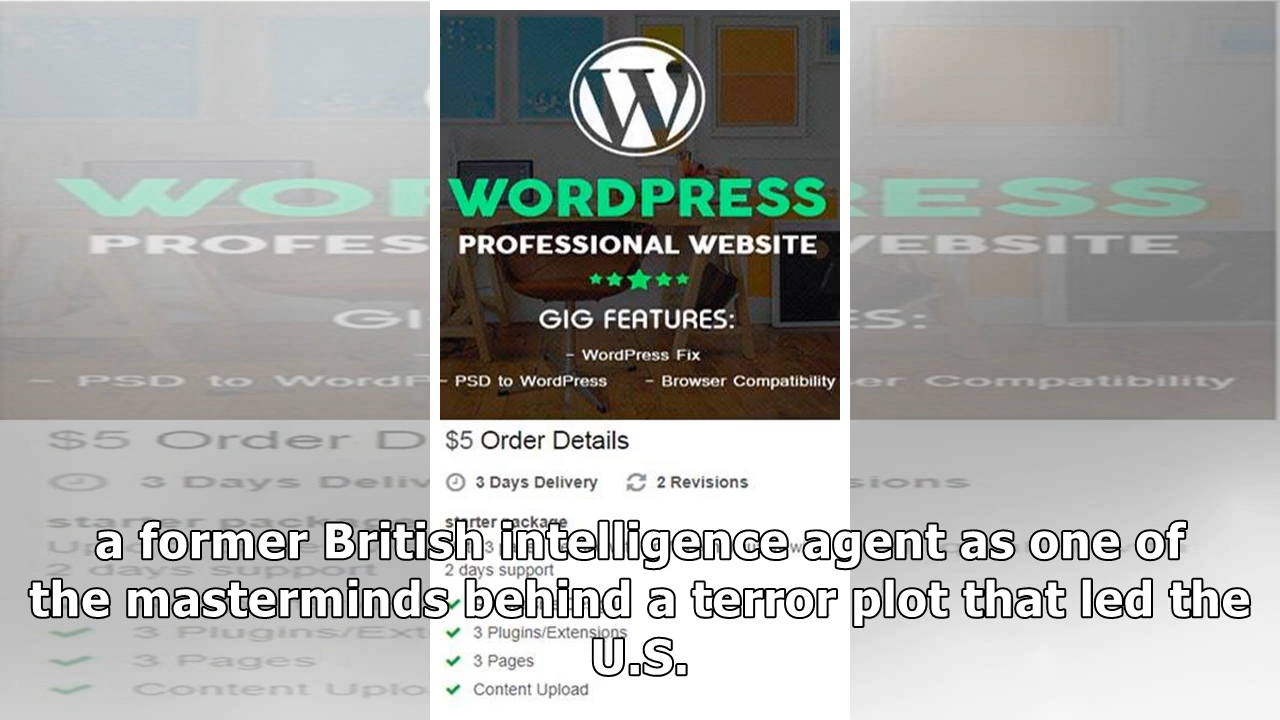 WORDPRESS
PROFESSIONAL WEBSITE
GIG FEATURES:
- WordPress Fix
- PSD to WordPress - Browser Compatibility
$5 Order Details
3 Days Delivery 2 Revisions
starter package
a former British intelligence agent as one of
2 days support
the masterminds behind a terror plot that led the
3 Plugins/Extensions
U.S.
3 Pages
Content Upload